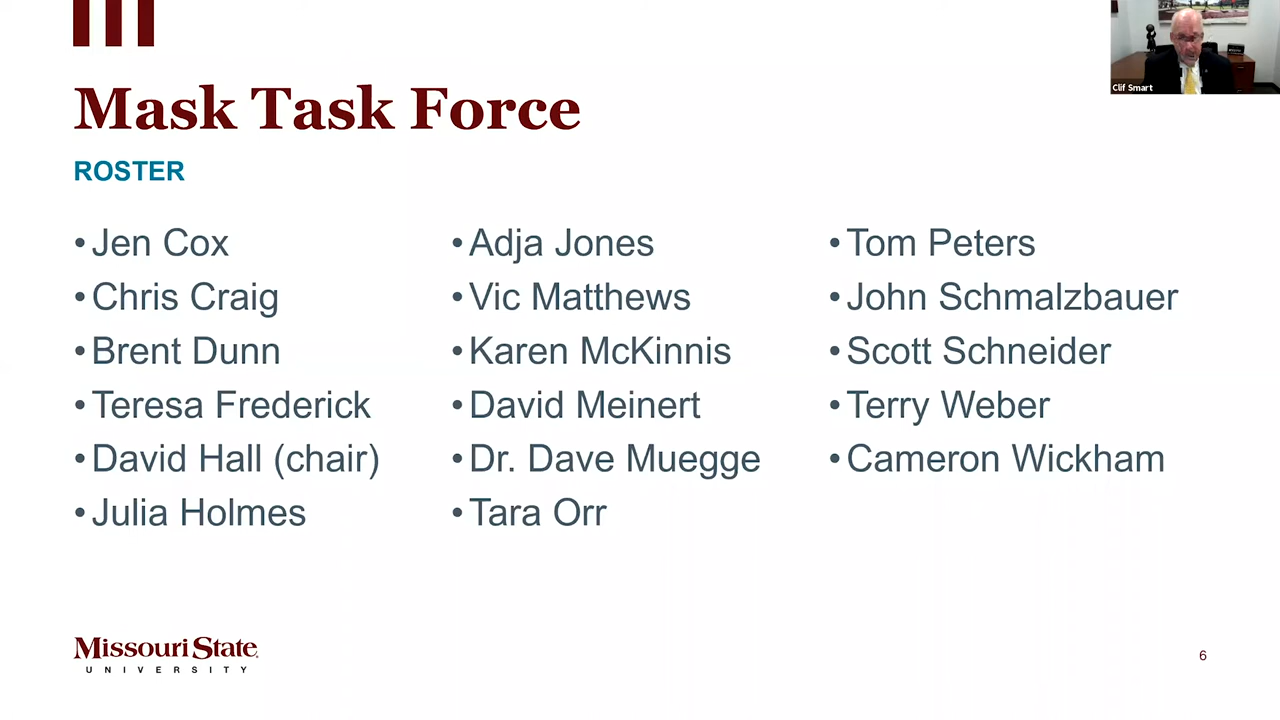 Mask Task Force
ROSTER
• Jen Cox
• Chris Craig
• Brent Dunn
• Teresa Frederick
• David Hall (chair)
• Julia Holmes
• Adja Jones
• Vic Matthews
• Karen McKinnis
• David Meinert
• Dr. Dave Muegge
• Tara Orr
• Tom Peters
• John Schmalzbauer
• Scott Schneider
• Terry Weber
• Cameron Wickham
Clif Smart
Missouri State
UNIVERSITY
6